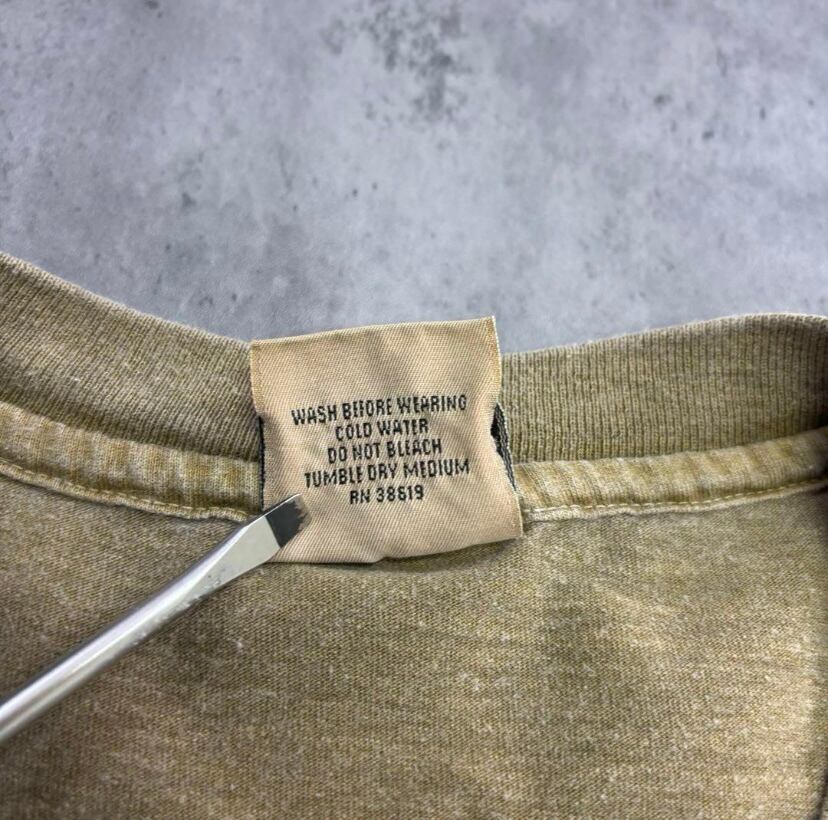 WASH BEFORE WEARING
COLD WATER
DO NOT BLEACH
TUMBLE DRY MEDIUM
RN 38619